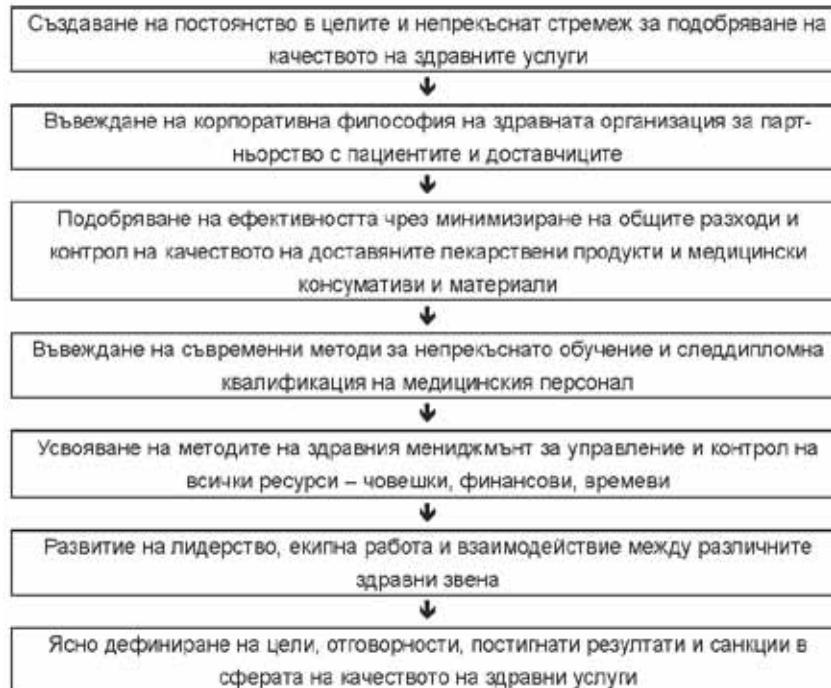 Създаване на постоянство в целите и непрекъснат стремеж за подобряване на
качеството на здравните услуги
Въвеждане на корпоративна философия на здравната организация за парт-
ньорство с пациентите и доставчиците
Подобряване на ефективността чрез минимизиране на общите разходи и
контрол на качеството на доставяните лекарствени продукти и медицински
консумативи и материали
Въвеждане на съвременни методи за непрекъснато обучение и следдипломна
квалификация на медицинския персонал
Усвояване на методите на здравния мениджмънт за управление и контрол на
всички ресурси – човешки, финансови, времеви
Развитие на лидерство, екипна работа и взаимодействие между различните
здравни звена
Ясно дефиниране на цели, отговорности, постигнати резултати и санкции в
сферата на качеството на здравни услуги